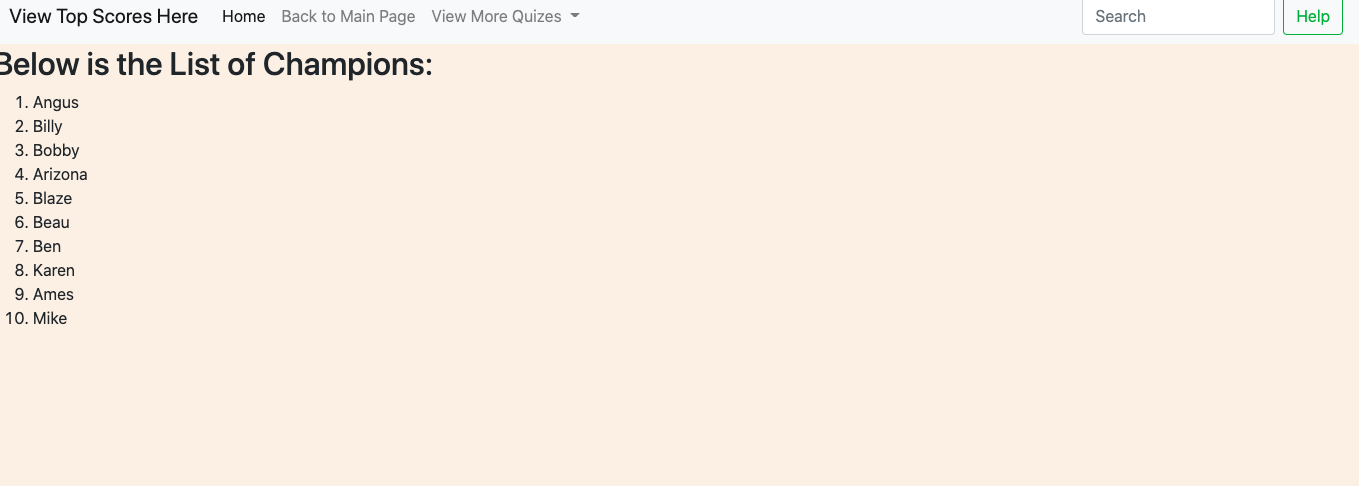 View Top Scores Here Home Back to Main Page View More Quizes Search Help
Below is the List of Champions:
1. Angus
2. Billy
3. Bobby
4. Arizona
5. Blaze
6. Beau
7. Ben
8. Karen
9. Ames
10. Mike